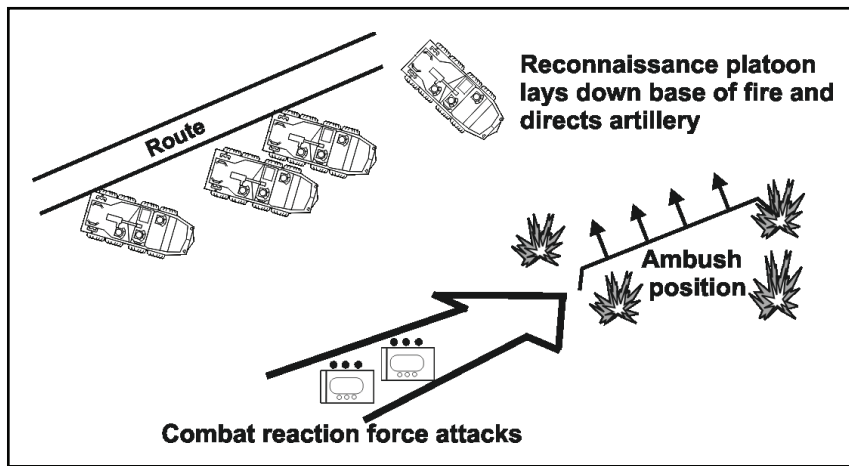 Reconnaissance platoon
lays down base of fire and
directs artillery
Route
Ambush
position
Combat reaction force attacks